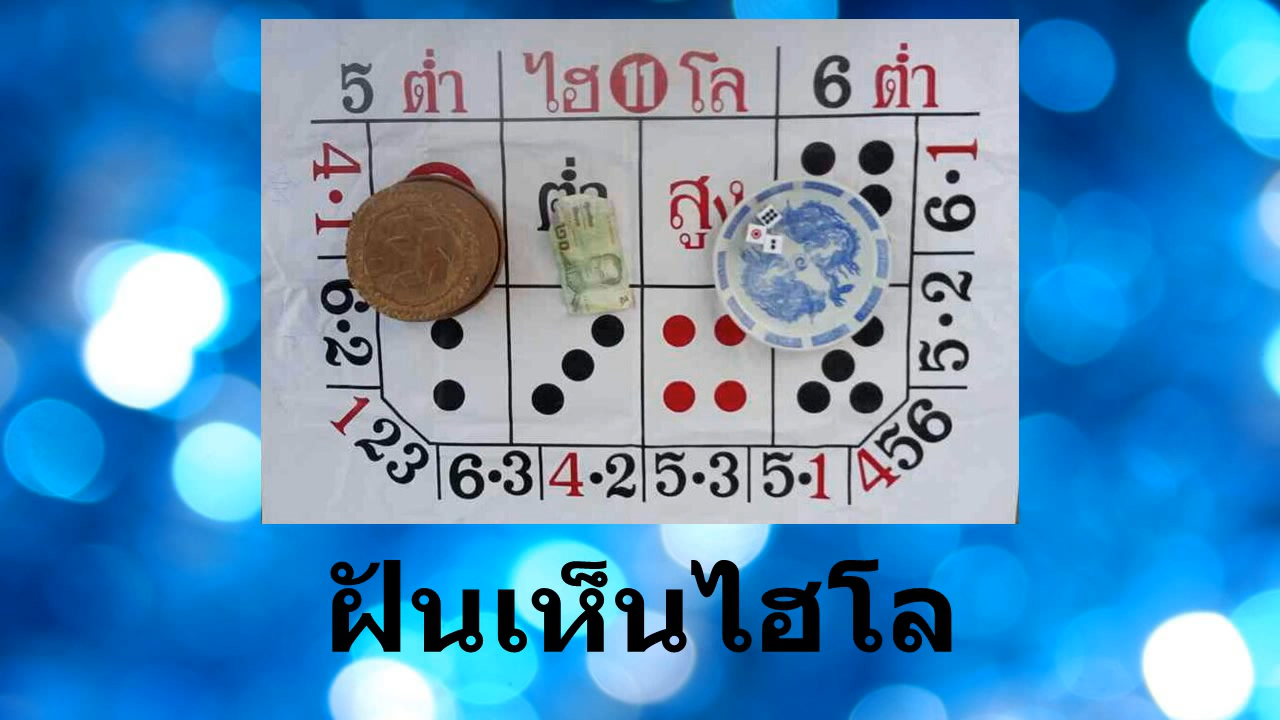 5 ต่ำ
ไฮ 11 โล
6 ต่ำ
4·1
ต่ำ
สูง
6·1
6·2
5·2
123
6·3
4·2
5·3
5·1
456
๒๐
ฝันเห็นไฮโล